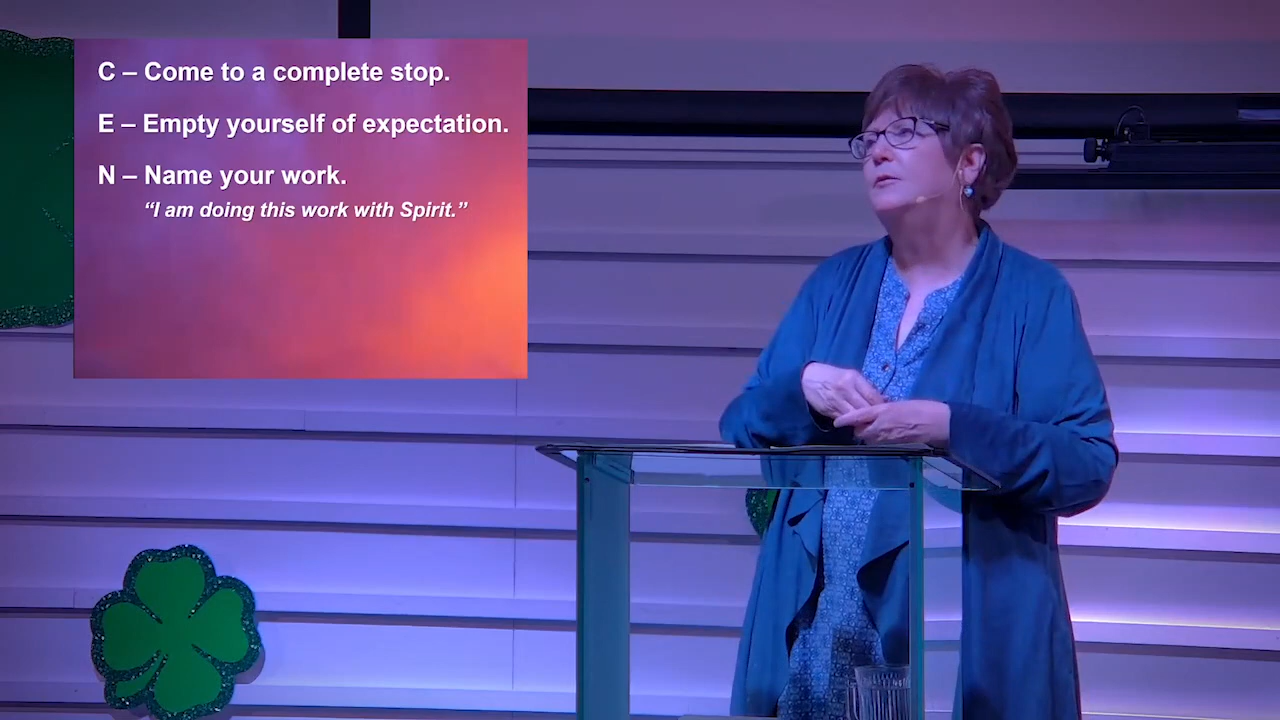 C – Come to a complete stop.
E – Empty yourself of expectation.
N – Name your work.
“I am doing this work with Spirit.”